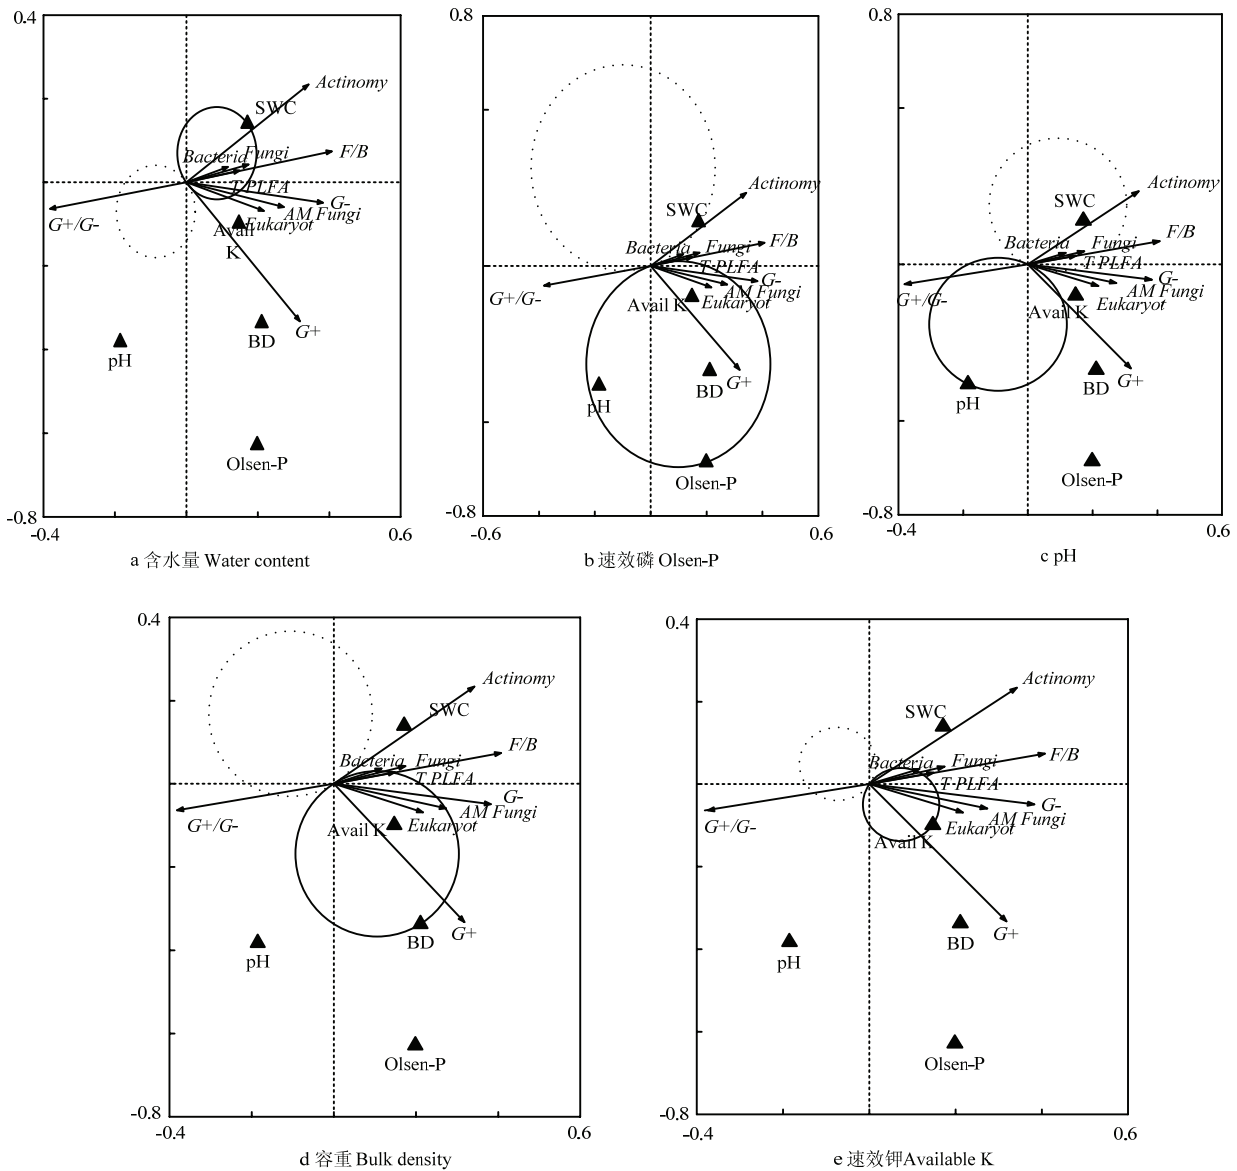 0.4
Actinomy
SWC
Bacteria
Fungi
F/B
T-PLFA
G-
G+/G-
AM Fungi
Eukaryot
Avail
K
G+
BD
pH
Olsen-P
-0.8
-0.4
0.6
a 含水量 Water content
0.8
Actinomy
SWC
Bacteria
Fungi
F/B
T-PLFA
G-
G+/G-
AM Fungi
Eukaryot
Avail K
G+
BD
pH
Olsen-P
-0.8
-0.6
0.6
b 速效磷 Olsen-P
0.8
Actinomy
SWC
Bacteria
Fungi
F/B
T-PLFA
G-
G+/G-
AM Fungi
Eukaryot
Avail K
G+
BD
pH
Olsen-P
-0.8
-0.4
0.6
c pH
0.4
Actinomy
SWC
Bacteria
Fungi
F/B
T PLFA
G-
G+/G-
AM Fungi
Eukaryot
Avail K
G+
BD
pH
Olsen-P
-0.8
-0.4
0.6
d 容重 Bulk density
0.4
Actinomy
SWC
Bacteria
Fungi
F/B
T-PLFA
G-
G+/G-
AM Fungi
Eukaryot
Avail K
G+
BD
pH
Olsen-P
-0.8
-0.4
0.6
e 速效钾Available K